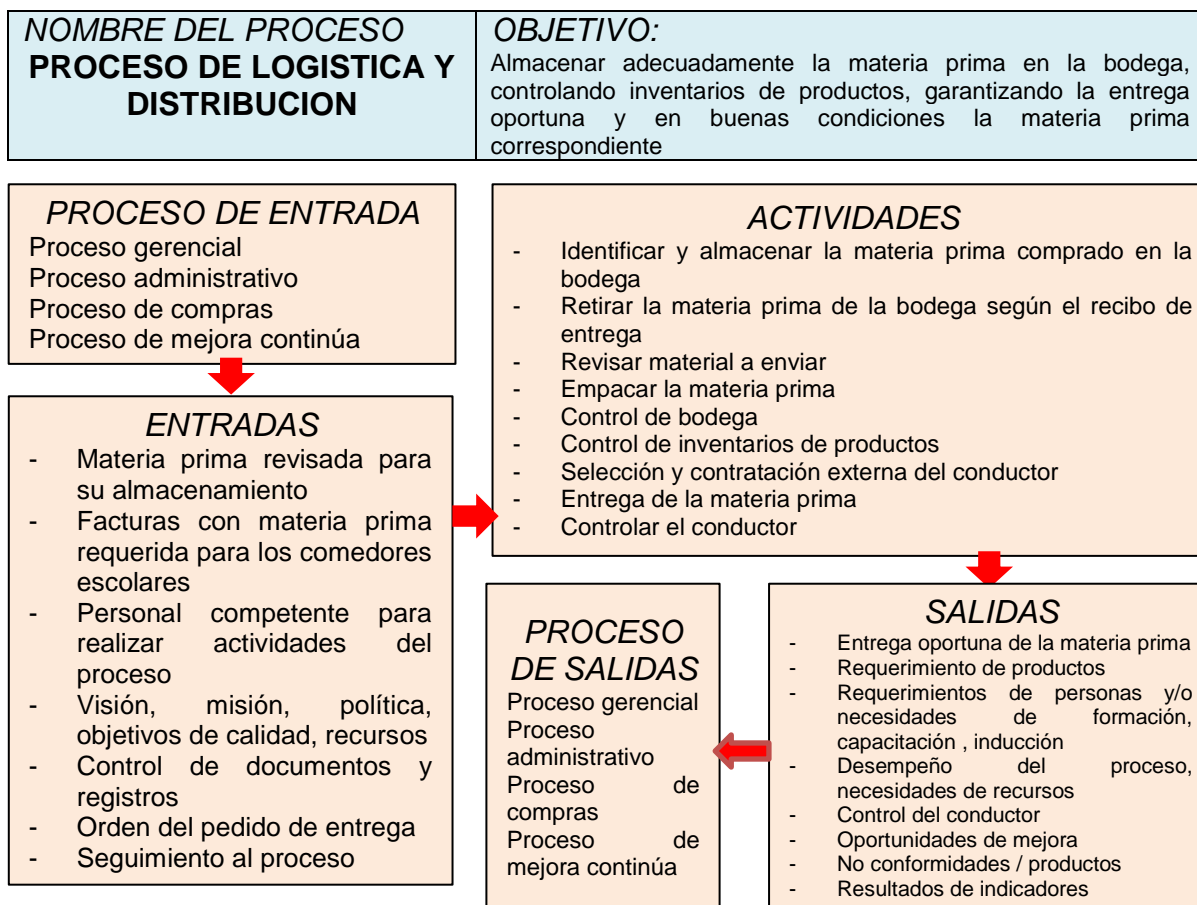 NOMBRE DEL PROCESO
PROCESO DE LOGISTICA Y
DISTRIBUCION
OBJETIVO:
Almacenar adecuadamente la materia prima en la bodega,
controlando inventarios de productos, garantizando la entrega
oportuna y en buenas condiciones la materia prima
correspondiente
PROCESO DE ENTRADA
Proceso gerencial
Proceso administrativo
Proceso de compras
Proceso de mejora continúa
ENTRADAS
- Materia prima revisada para
su almacenamiento
- Facturas con materia prima
requerida para los comedores
escolares
- Personal competente para
realizar actividades del
proceso
- Visión, misión, política,
objetivos de calidad, recursos
- Control de documentos y
registros
- Orden del pedido de entrega
- Seguimiento al proceso
ACTIVIDADES
- Identificar y almacenar la materia prima comprado en la
bodega
- Retirar la materia prima de la bodega según el recibo de
entrega
- Revisar material a enviar
- Empacar la materia prima
- Control de bodega
- Control de inventarios de productos
- Selección y contratación externa del conductor
- Entrega de la materia prima
- Controlar el conductor
SALIDAS
- Entrega oportuna de la materia prima
- Requerimiento de productos
- Requerimientos de personas y/o
necesidades de formación,
capacitación , inducción
- Desempeño del proceso,
necesidades de recursos
- Control del conductor
- Oportunidades de mejora
- No conformidades / productos
- Resultados de indicadores
PROCESO
DE SALIDAS
Proceso gerencial
Proceso
administrativo
Proceso de
compras
Proceso de
mejora continúa